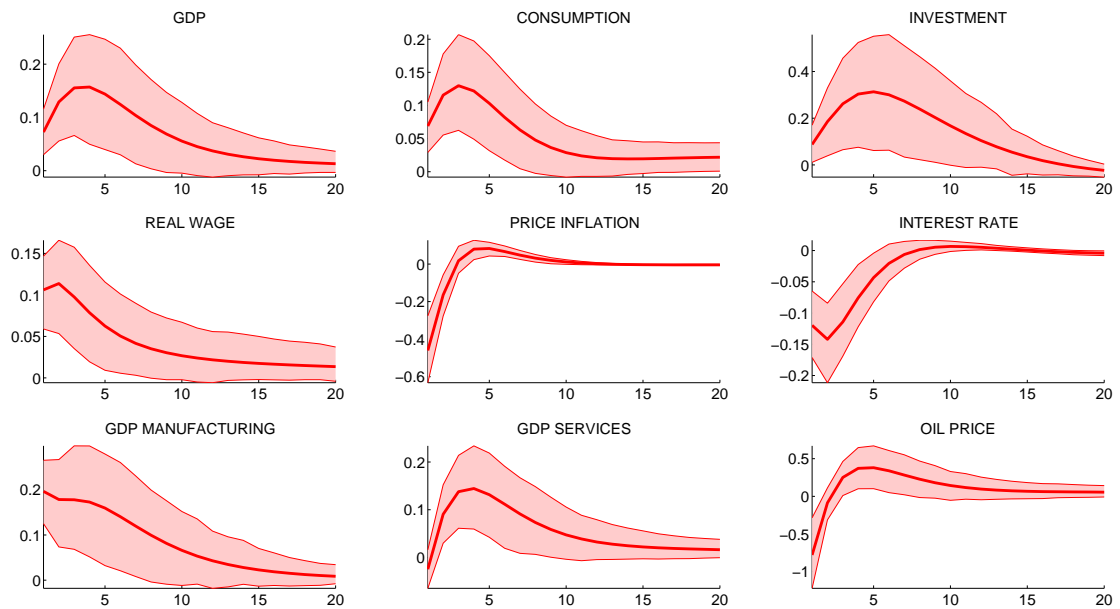 GDP
CONSUMPTION
INVESTMENT
0.2
0.1
0
5 10 15 20
0.2
0.15
0.1
0.05
0
5 10 15 20
0.4
0.2
0
5 10 15 20
REAL WAGE
PRICE INFLATION
INTEREST RATE
0.15
0.1
0.05
0
5 10 15 20
0
−0.2
−0.4
−0.6
5 10 15 20
0
−0.05
−0.1
−0.15
−0.2
5 10 15 20
GDP MANUFACTURING
GDP SERVICES
OIL PRICE
0.2
0.1
0
5 10 15 20
0.2
0.1
0
5 10 15 20
0.5
0
−0.5
−1
5 10 15 20